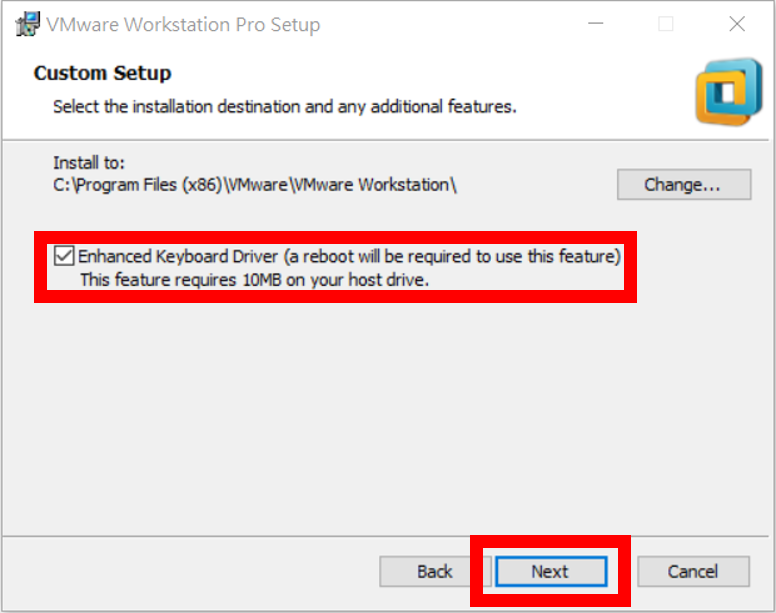 VMware Workstation Pro Setup
Custom Setup
Select the installation destination and any additional features.
Install to:
C:\Program Files (x86)\VMware\VMware Workstation\
Change...
Enhanced Keyboard Driver (a reboot will be required to use this feature)
This feature requires 10MB on your host drive.
Back
Next
Cancel